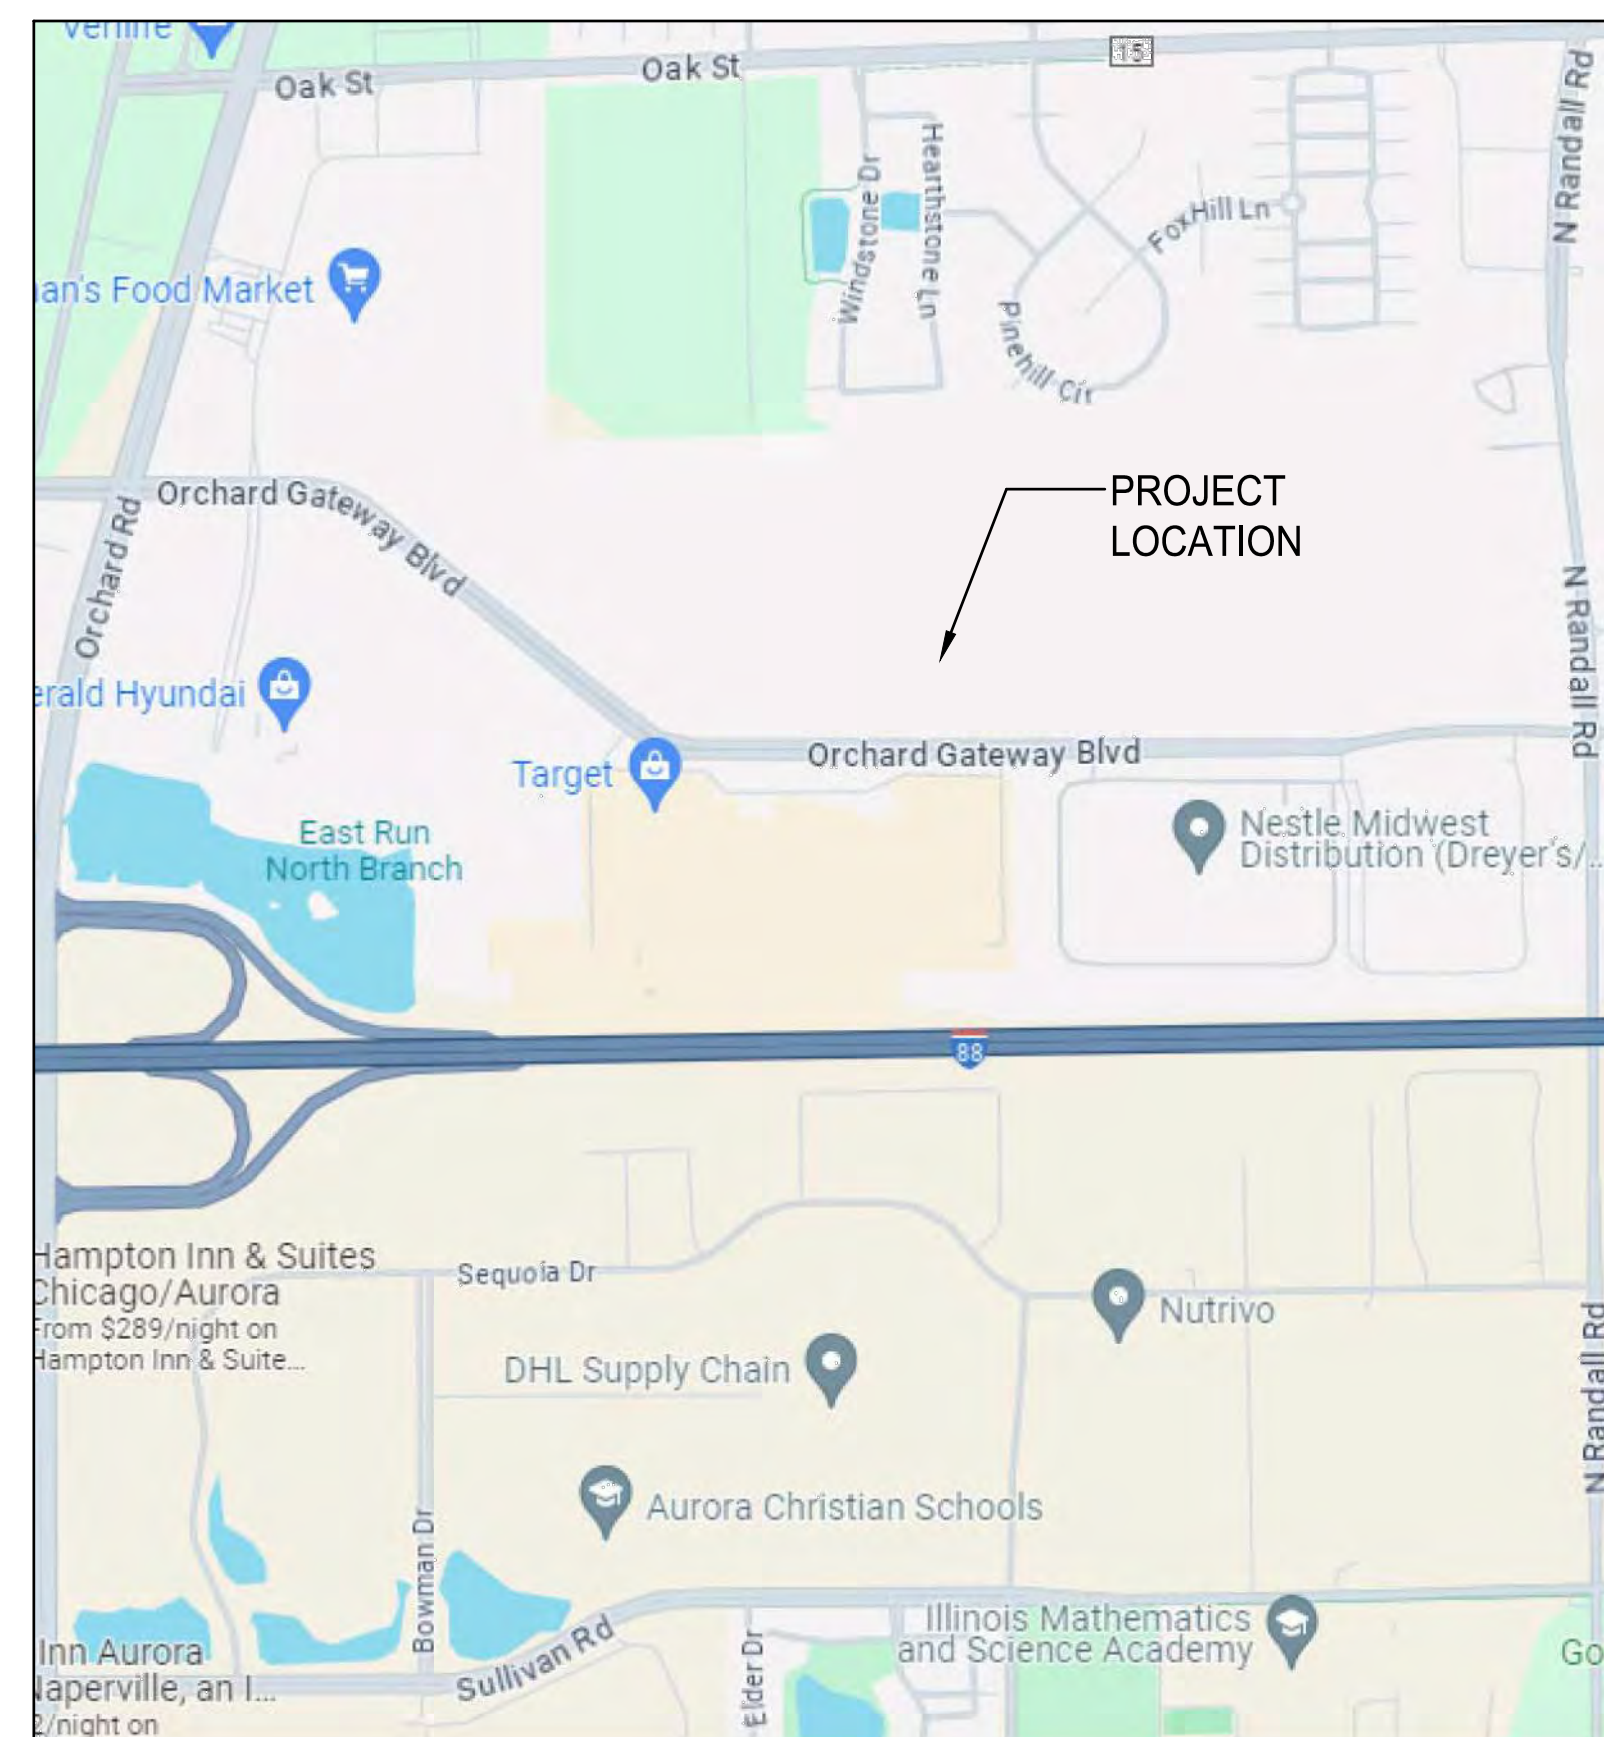 Verilife
Oak St
Oak St
N Randall Rd
Hearthstone Ln
Windstone Dr
FoxHill Ln
Pinehill Cir
an's Food Market
Orchard Gateway Blvd
Orchard Rd
PROJECT
LOCATION
N Randall Rd
erald Hyundai
Target
Orchard Gateway Blvd
East Run
North Branch
Nestle Midwest
Distribution (Dreyer's/...
88
Hampton Inn & Suites
Chicago/Aurora
From $289/night on
Hampton Inn & Suite...
Sequoia Dr
Nutrivo
DHL Supply Chain
N Randall Rd
Aurora Christian Schools
Bowman Dr
Sullivan Rd
Elder Dr
Illinois Mathematics
and Science Academy
Inn Aurora
Naperville, an I...
2/night on
Go